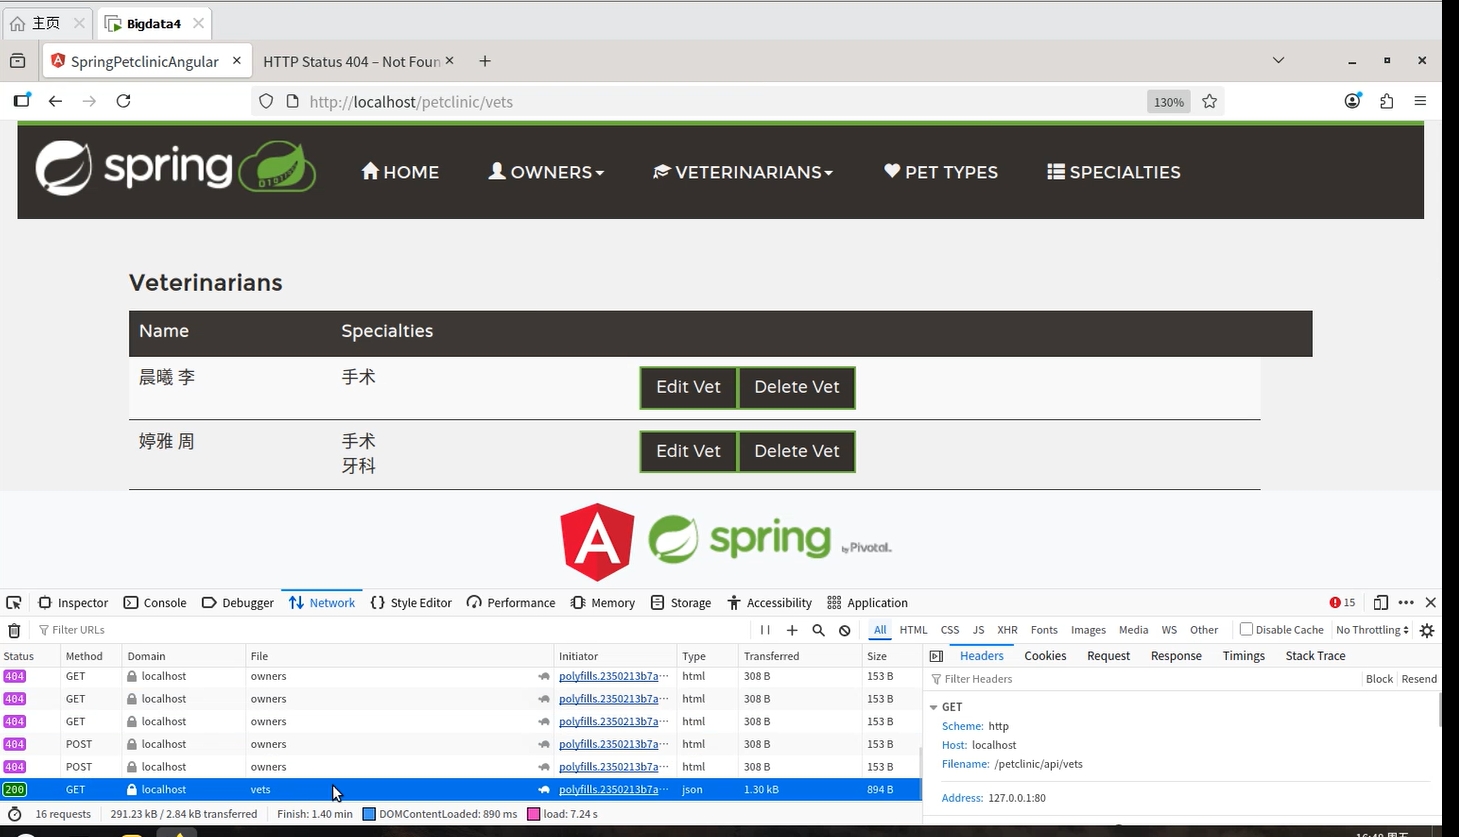 主页
Bigdata4
SpringPetclinicAngular
HTTP Status 404 – Not Foun
http://localhost/petclinic/vets
130%
spring
HOME
OWNERS
VETERINARIANS
PET TYPES
SPECIALTIES
Veterinarians
Name Specialties
晨曦 李 手术 Edit Vet Delete Vet
婷雅 周 手术 Edit Vet Delete Vet
牙科
A spring by Pivotal
Inspector Console Debugger Network Style Editor Performance Memory Storage Accessibility Application 15
Filter URLs All HTML CSS JS XHR Fonts Images Media WS Other Disable Cache No Throttling
Status Method Domain File Initiator Type Transferred Size
404 GET localhost owners polyfills.2350213b7a… html 308 B 153 B
404 GET localhost owners polyfills.2350213b7a… html 308 B 153 B
404 GET localhost owners polyfills.2350213b7a… html 308 B 153 B
404 POST localhost owners polyfills.2350213b7a… html 308 B 153 B
404 POST localhost owners polyfills.2350213b7a… html 308 B 153 B
200 GET localhost vets polyfills.2350213b7a… json 1.30 kB 894 B
16 requests 291.23 kB / 2.84 kB transferred Finish: 1.40 min DOMContentLoaded: 890 ms load: 7.24 s
Headers Cookies Request Response Timings Stack Trace
Filter Headers Block Resend
GET
Scheme: http
Host: localhost
Filename: /petclinic/api/vets
Address: 127.0.0.1:80